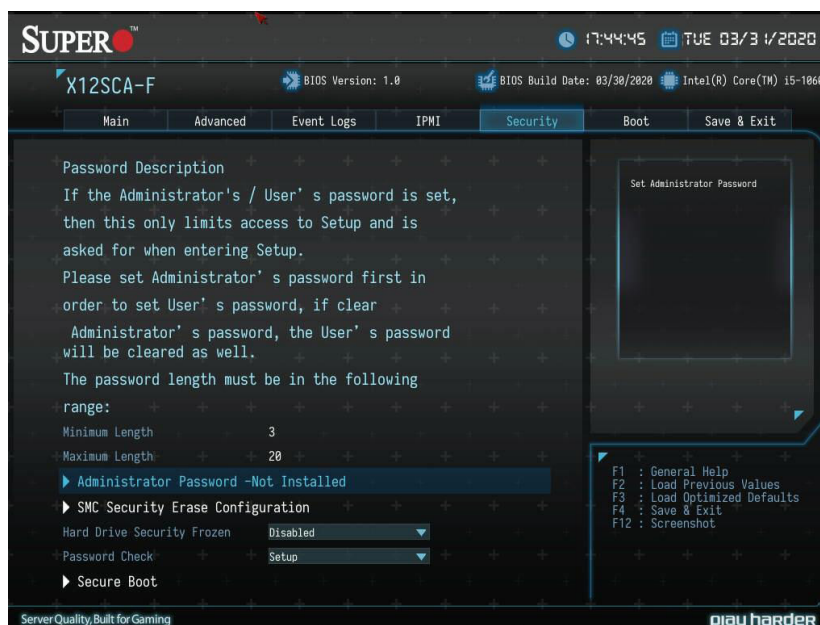 SUPER ™
17:44:45 TUE 03/31/2020
X12SCA-F BIOS Version: 1.0 BIOS Build Date: 03/30/2020 Intel(R) Core(TM) i5-106
Main Advanced Event Logs IPMI Security Boot Save & Exit
Password Description
If the Administrator's / User’s password is set,
then this only limits access to Setup and is
asked for when entering Setup.
Please set Administrator’s password first in
order to set User’s password, if clear
Administrator’s password, the User’s password
will be cleared as well.
The password length must be in the following
range:
Minimum Length 3
Maximum Length 20
Administrator Password -Not Installed
SMC Security Erase Configuration
Hard Drive Security Frozen Disabled
Password Check Setup
Secure Boot
Set Administrator Password
F1 : General Help
F2 : Load Previous Values
F3 : Load Optimized Defaults
F4 : Save & Exit
F12 : Screenshot
Server Quality, Built for Gaming
play harder